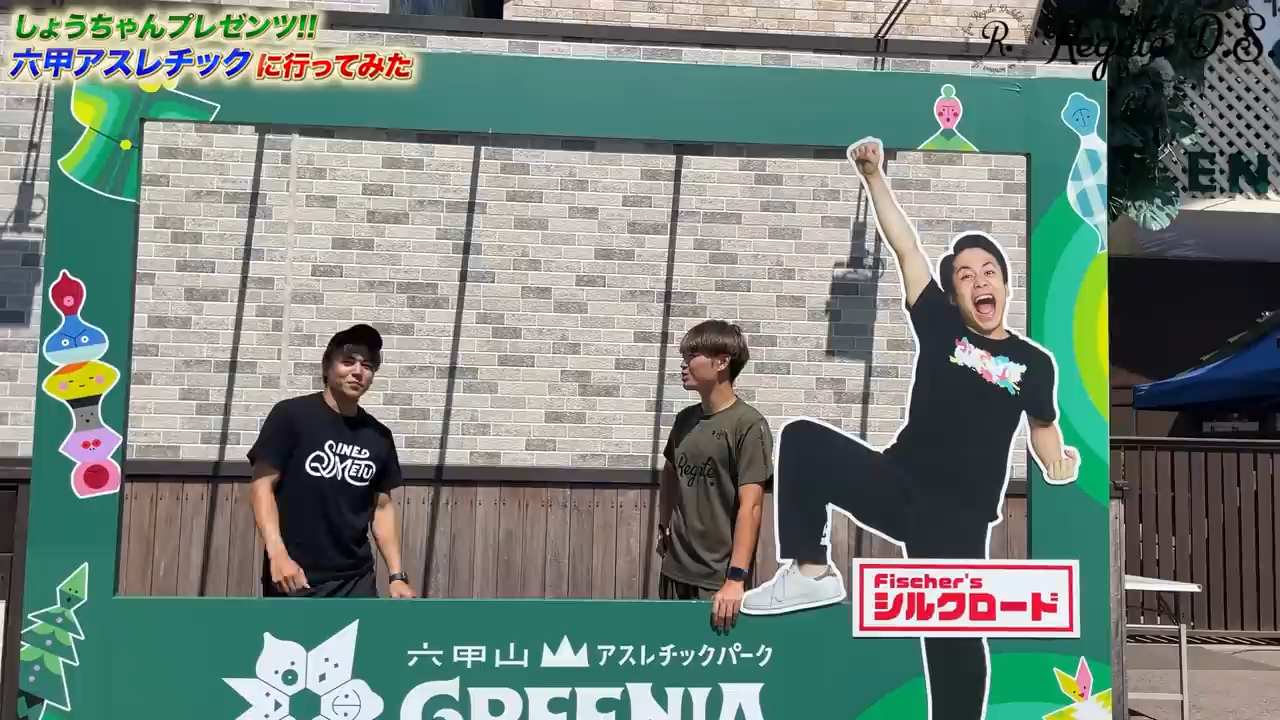 しょうちゃんプレゼンツ!!
六甲アスレチックに行ってみた
R. Regate D.S
EEN
SINED
SMETU
Regate
Fischer's
シルクロード
六甲山 アスレチックパーク
GREENIA